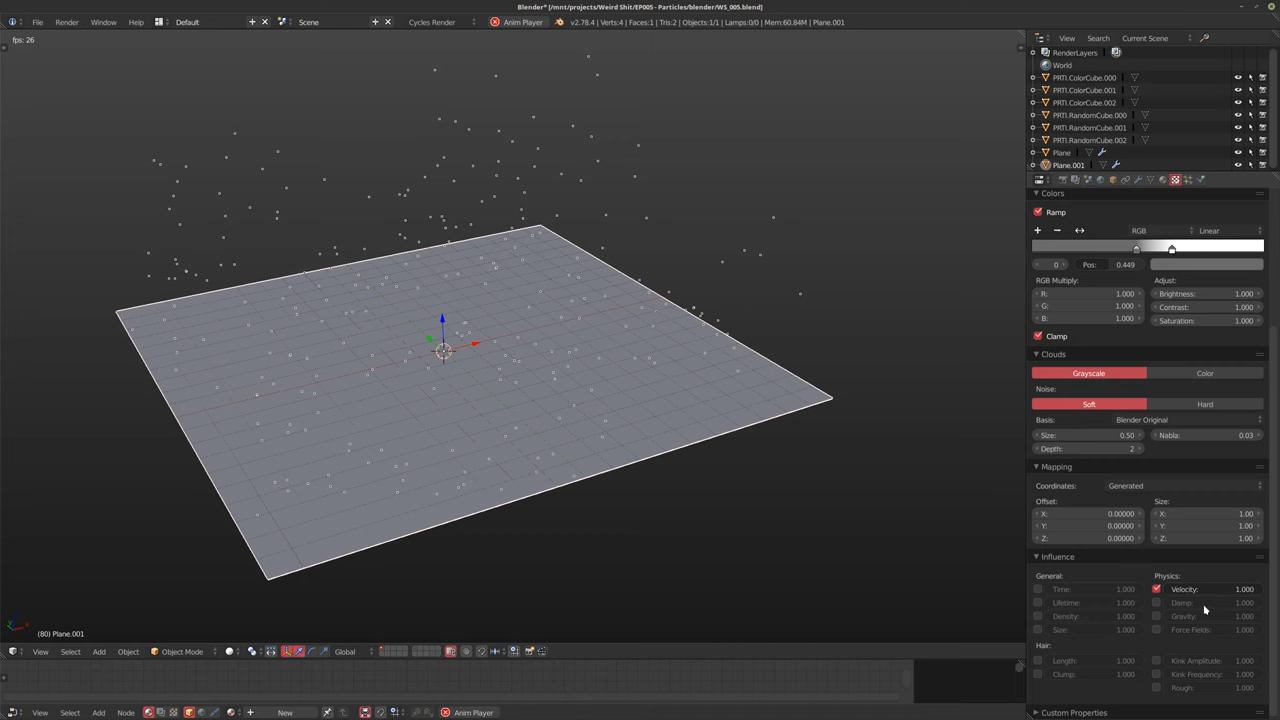 Blender* [/mnt/projects/Weird Shit/EP005 - Particles/blender/WS_005.blend]
File Render Window Help Default Scene Cycles Render Anim Player v2.78.4 | Verts:4 | Faces:1 | Tris:2 | Objects:1/1 | Lamps:0/0 | Mem:60.84M | Plane.001
fps: 26
View Search Current Scene
RenderLayers
World
PRTl.ColorCube.000
PRTl.ColorCube.001
PRTl.ColorCube.002
PRTl.RandomCube.000
PRTl.RandomCube.001
PRTl.RandomCube.002
Plane
Plane.001
Colors
Ramp
RGB Linear
0 Pos: 0.449
RGB Multiply: Adjust:
R: 1.000 Brightness: 1.000
G: 1.000 Contrast: 1.000
B: 1.000 Saturation: 1.000
Clamp
Clouds
Grayscale Color
Noise:
Soft Hard
Basis: Blender Original
Size: 0.50 Nabla: 0.03
Depth: 2
Mapping
Coordinates: Generated
Offset: Size:
X: 0.00000 X: 1.00
Y: 0.00000 Y: 1.00
Z: 0.00000 Z: 1.00
Influence
General: Physics:
Time: 1.000 Velocity: 1.000
Lifetime: 1.000 Damp: 1.000
Density: 1.000 Gravity: 1.000
Size: 1.000 Force Fields: 1.000
Hair:
Length: 1.000 Kink Amplitude: 1.000
Clump: 1.000 Kink Frequency: 1.000
Rough: 1.000
Custom Properties
(80) Plane.001
View Select Add Object Object Mode Global
View Select Add Node New Anim Player